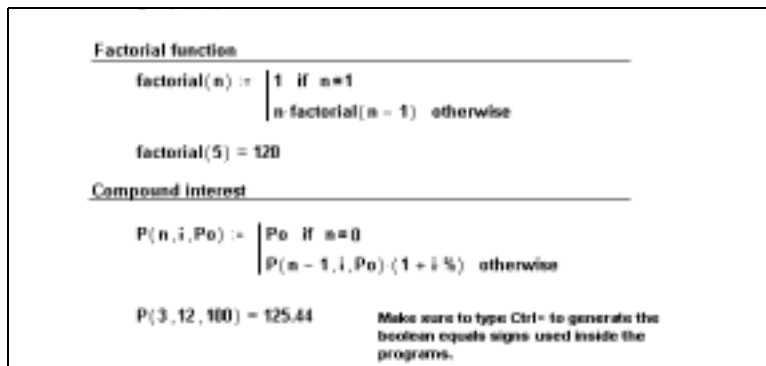 Factorial function
factorial(n) := 1 if n=1
n·factorial(n − 1) otherwise
factorial(5) = 120
Compound interest
P(n,i,Po) := Po if n=0
P(n − 1,i,Po)·(1 + i·%) otherwise
P(3,12,100) = 125.44
Make sure to type Ctrl= to generate the
boolean equals signs used inside the
programs.